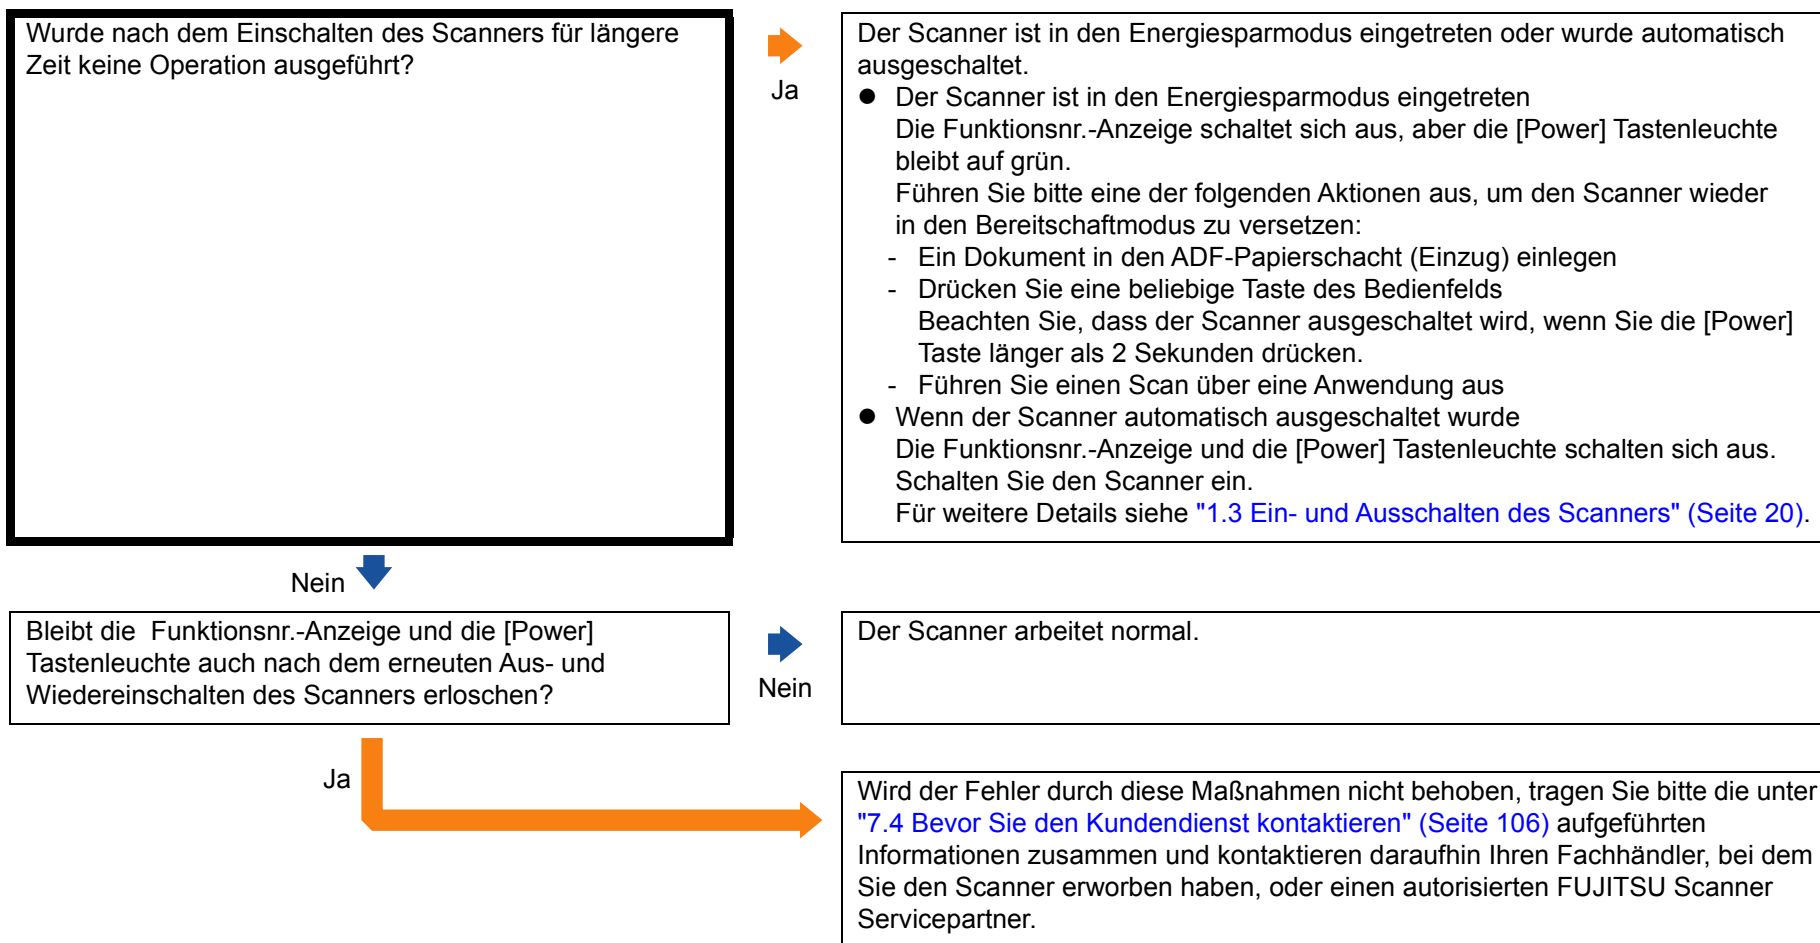 Wurde nach dem Einschalten des Scanners für längere
Zeit keine Operation ausgeführt?
Ja
Der Scanner ist in den Energiesparmodus eingetreten oder wurde automatisch
ausgeschaltet.
● Der Scanner ist in den Energiesparmodus eingetreten
Die Funktionsnr.-Anzeige schaltet sich aus, aber die [Power] Tastenleuchte
bleibt auf grün.
Führen Sie bitte eine der folgenden Aktionen aus, um den Scanner wieder
in den Bereitschaftmodus zu versetzen:
- Ein Dokument in den ADF-Papierschacht (Einzug) einlegen
- Drücken Sie eine beliebige Taste des Bedienfelds
Beachten Sie, dass der Scanner ausgeschaltet wird, wenn Sie die [Power]
Taste länger als 2 Sekunden drücken.
- Führen Sie einen Scan über eine Anwendung aus
● Wenn der Scanner automatisch ausgeschaltet wurde
Die Funktionsnr.-Anzeige und die [Power] Tastenleuchte schalten sich aus.
Schalten Sie den Scanner ein.
Für weitere Details siehe "1.3 Ein- und Ausschalten des Scanners" (Seite 20).
Nein
Bleibt die Funktionsnr.-Anzeige und die [Power]
Tastenleuchte auch nach dem erneuten Aus- und
Wiedereinschalten des Scanners erloschen?
Nein
Der Scanner arbeitet normal.
Ja
Wird der Fehler durch diese Maßnahmen nicht behoben, tragen Sie bitte die unter
"7.4 Bevor Sie den Kundendienst kontaktieren" (Seite 106) aufgeführten
Informationen zusammen und kontaktieren daraufhin Ihren Fachhändler, bei dem
Sie den Scanner erworben haben, oder einen autorisierten FUJITSU Scanner
Servicepartner.